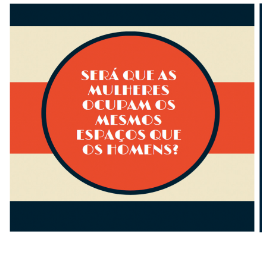 SERÁ QUE AS
MULHERES
OCUPAM OS
MESMOS
ESPAÇOS QUE
OS HOMENS?